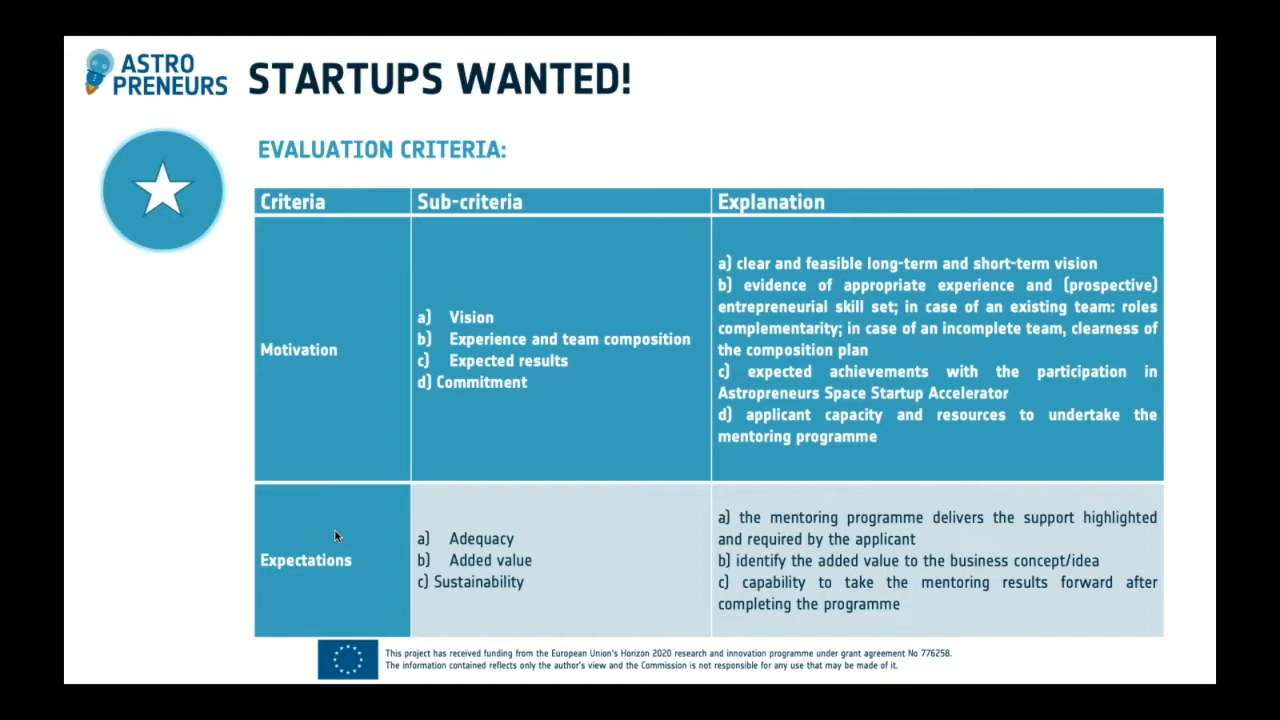 ASTRO
PRENEURS
STARTUPS WANTED!
EVALUATION CRITERIA:
Criteria
Sub-criteria
Explanation
Motivation
a) Vision
b) Experience and team composition
c) Expected results
d) Commitment
a) clear and feasible long-term and short-term vision
b) evidence of appropriate experience and (prospective)
entrepreneurial skill set; in case of an existing team: roles
complementarity; in case of an incomplete team, clearness of
the composition plan
c) expected achievements with the participation in
Astropreneurs Space Startup Accelerator
d) applicant capacity and resources to undertake the
mentoring programme
Expectations
a) Adequacy
b) Added value
c) Sustainability
a) the mentoring programme delivers the support highlighted
and required by the applicant
b) identify the added value to the business concept/idea
c) capability to take the mentoring results forward after
completing the programme
This project has received funding from the European Union's Horizon 2020 research and innovation programme under grant agreement No 776258.
The information contained reflects only the author's view and the Commission is not responsible for any use that may be made of it.